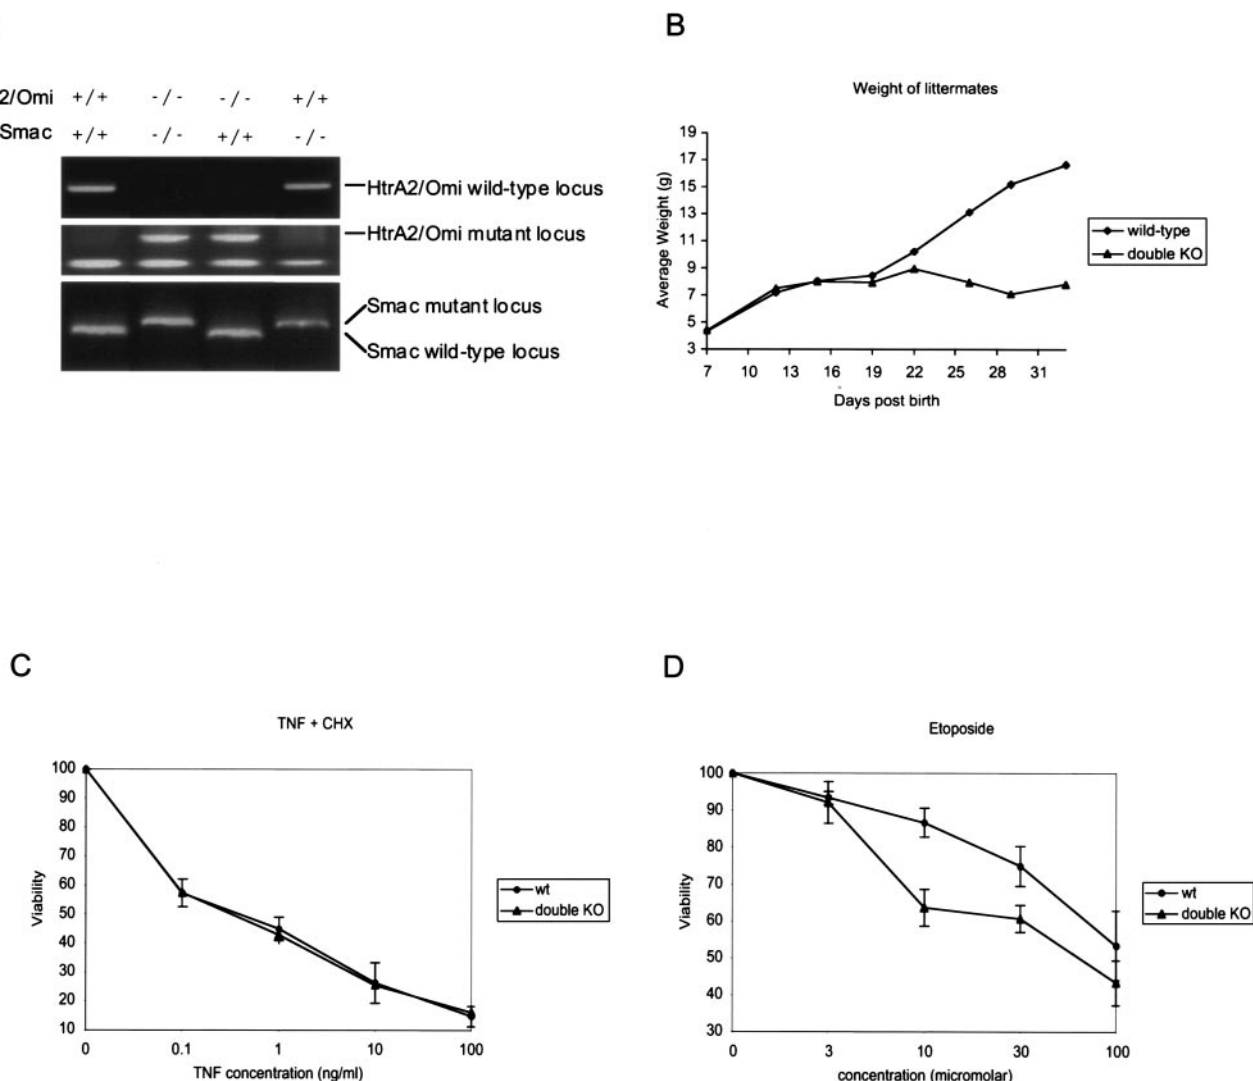 B
2/Omi +/+ -/- -/- +/+
Smac +/+ -/- +/+ -/-
HtrA2/Omi wild-type locus
HtrA2/Omi mutant locus
Smac mutant locus
Smac wild-type locus
Weight of littermates
Average Weight (g)
19
17
15
13
11
9
7
5
3
7 10 13 16 19 22 25 28 31
Days post birth
wild-type
double KO
C
TNF + CHX
Viability
100
90
80
70
60
50
40
30
20
10
0 0.1 1 10 100
TNF concentration (ng/ml)
wt
double KO
D
Etoposide
Viability
100
90
80
70
60
50
40
30
0 3 10 30 100
concentration (micromolar)
wt
double KO